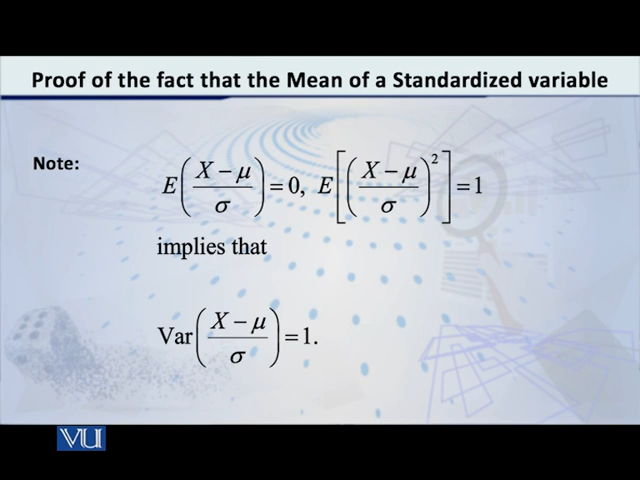 Proof of the fact that the Mean of a Standardized variable
Note:
E((X − μ)/σ) = 0, E[((X − μ)/σ)²] = 1
implies that
Var((X − μ)/σ) = 1.
VU